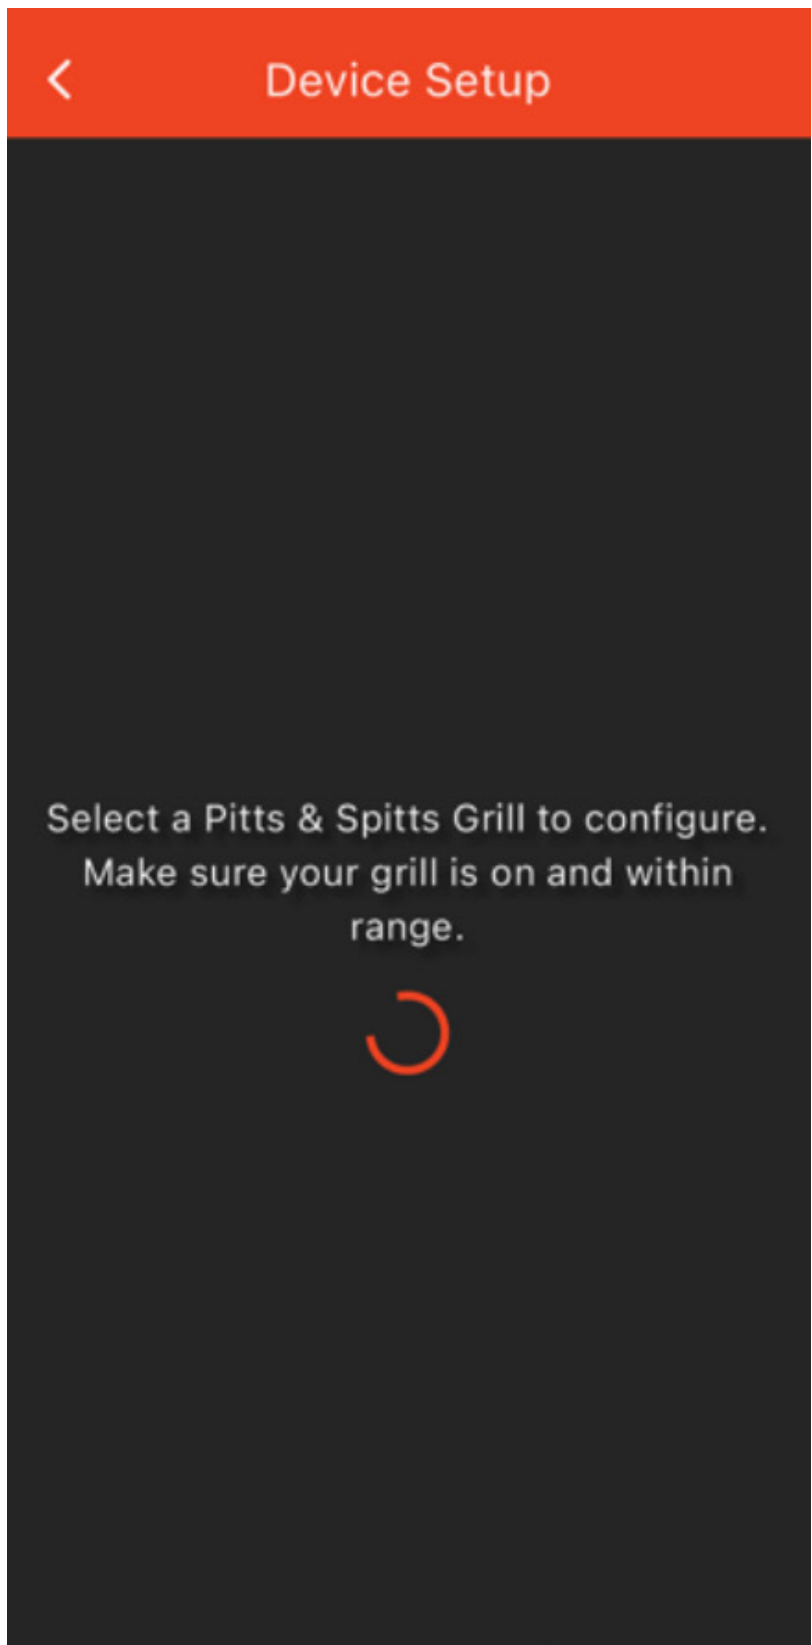 Device Setup
Select a Pitts & Spitts Grill to configure.
Make sure your grill is on and within
range.